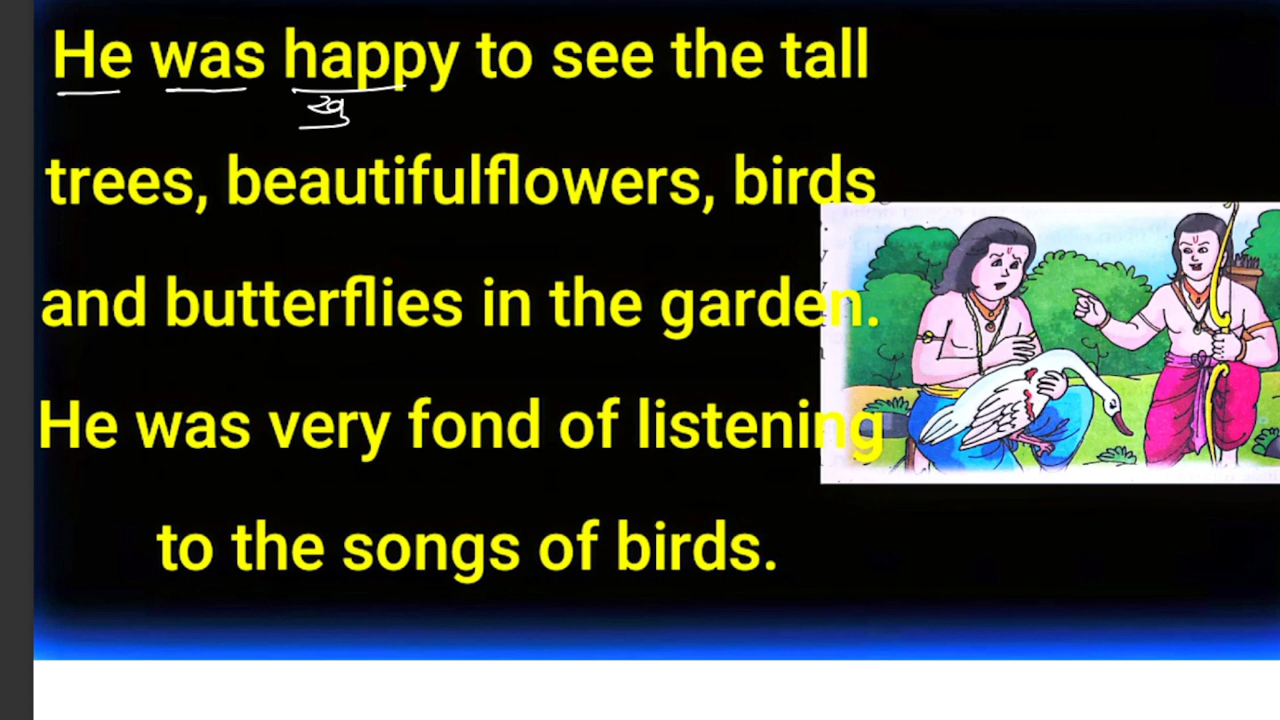 He was happy to see the tall
खु
trees, beautifulflowers, birds
and butterflies in the garden.
He was very fond of listening
to the songs of birds.